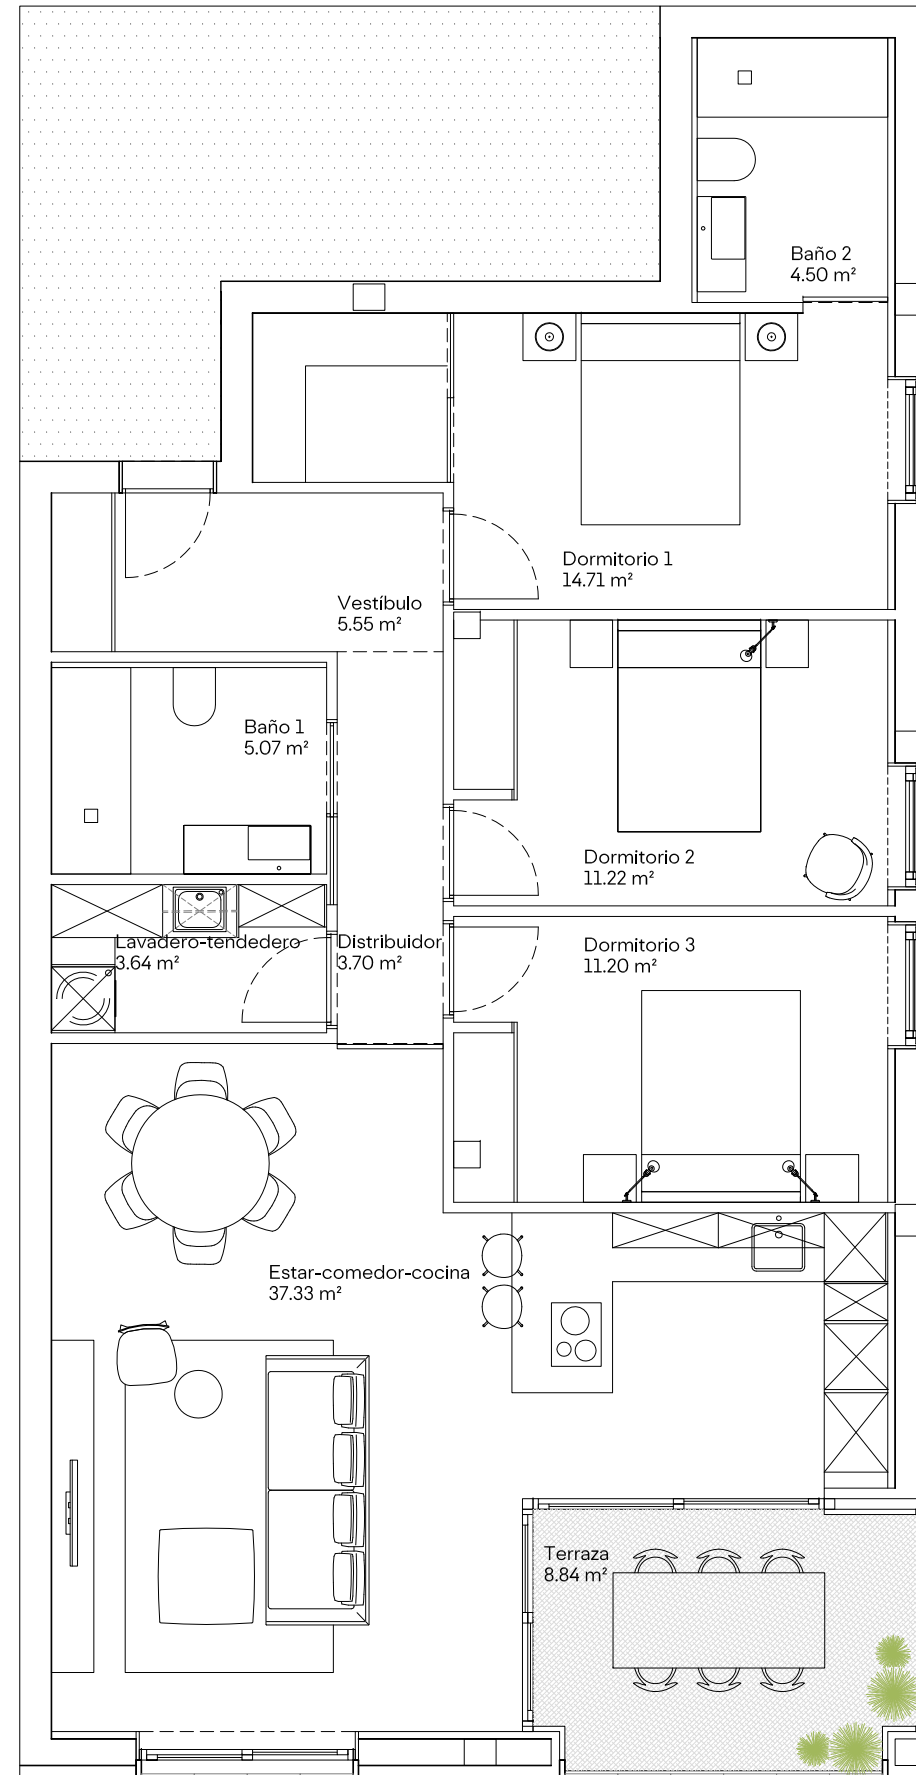 Baño 2
4.50 m²
Dormitorio 1
14.71 m²
Vestíbulo
5.55 m²
Baño 1
5.07 m²
Dormitorio 2
11.22 m²
Lavadero-tendedero
3.64 m²
Distribuidor
3.70 m²
Dormitorio 3
11.20 m²
Estar-comedor-cocina
37.33 m²
Terraza
8.84 m²